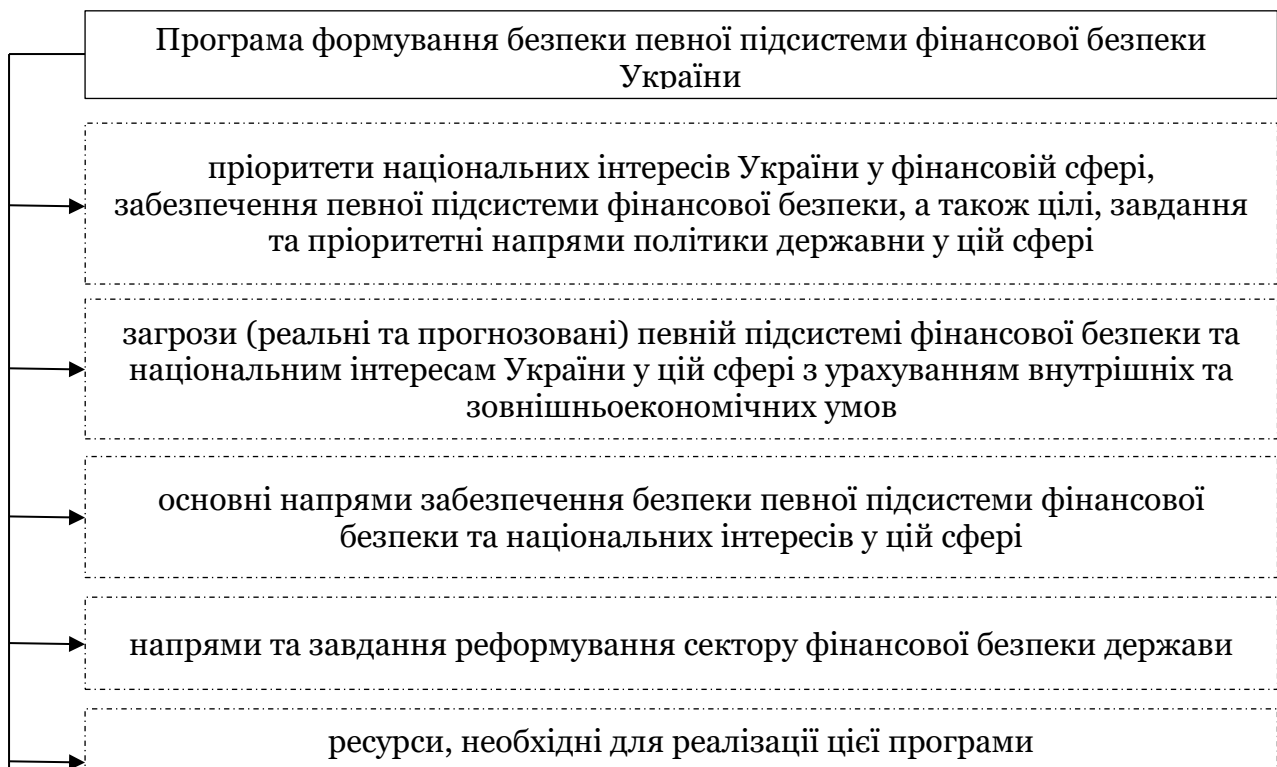 Програма формування безпеки певної підсистеми фінансової безпеки
України
пріоритети національних інтересів України у фінансовій сфері,
забезпечення певної підсистеми фінансової безпеки, а також цілі, завдання
та пріоритетні напрями політики державни у цій сфері
загрози (реальні та прогнозовані) певній підсистемі фінансової безпеки та
національним інтересам України у цій сфері з урахуванням внутрішніх та
зовнішньоекономічних умов
основні напрями забезпечення безпеки певної підсистеми фінансової
безпеки та національних інтересів у цій сфері
напрями та завдання реформування сектору фінансової безпеки держави
ресурси, необхідні для реалізації цієї програми